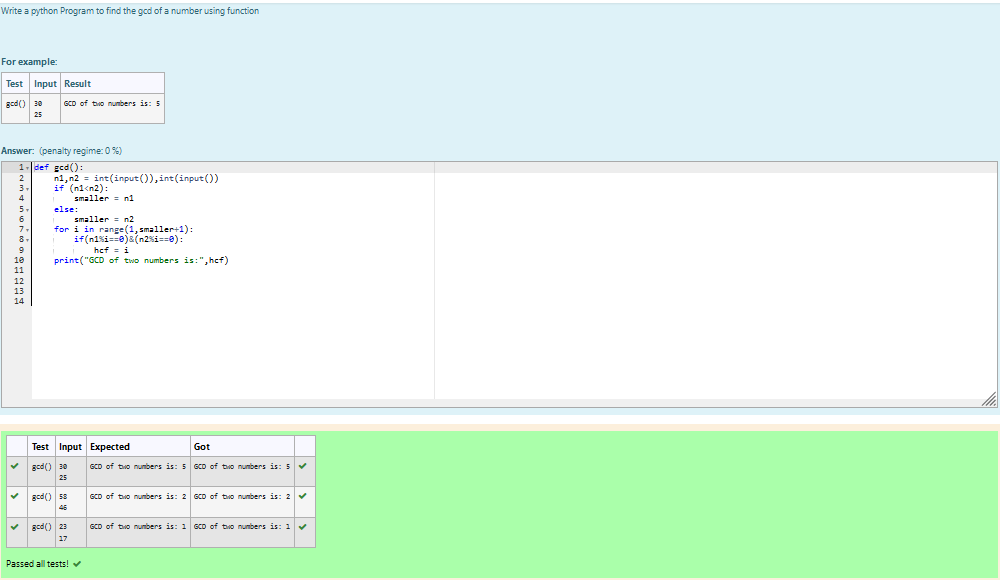 Write a python Program to find the gcd of a number using function
For example:
Test Input Result
gcd() 30 GCD of two numbers is: 5
25
Answer: (penalty regime: 0 %)
1 def gcd():
2 n1,n2 = int(input()),int(input())
3 if (n1<n2):
4 smaller = n1
5 else:
6 smaller = n2
7 for i in range(1,smaller+1):
8 if(n1%i==0)&(n2%i==0):
9 hcf = i
10 print("GCD of two numbers is:",hcf)
11
12
13
14
Test Input Expected Got
gcd() 30 GCD of two numbers is: 5 GCD of two numbers is: 5
25
gcd() 58 GCD of two numbers is: 2 GCD of two numbers is: 2
46
gcd() 23 GCD of two numbers is: 1 GCD of two numbers is: 1
17
Passed all tests!